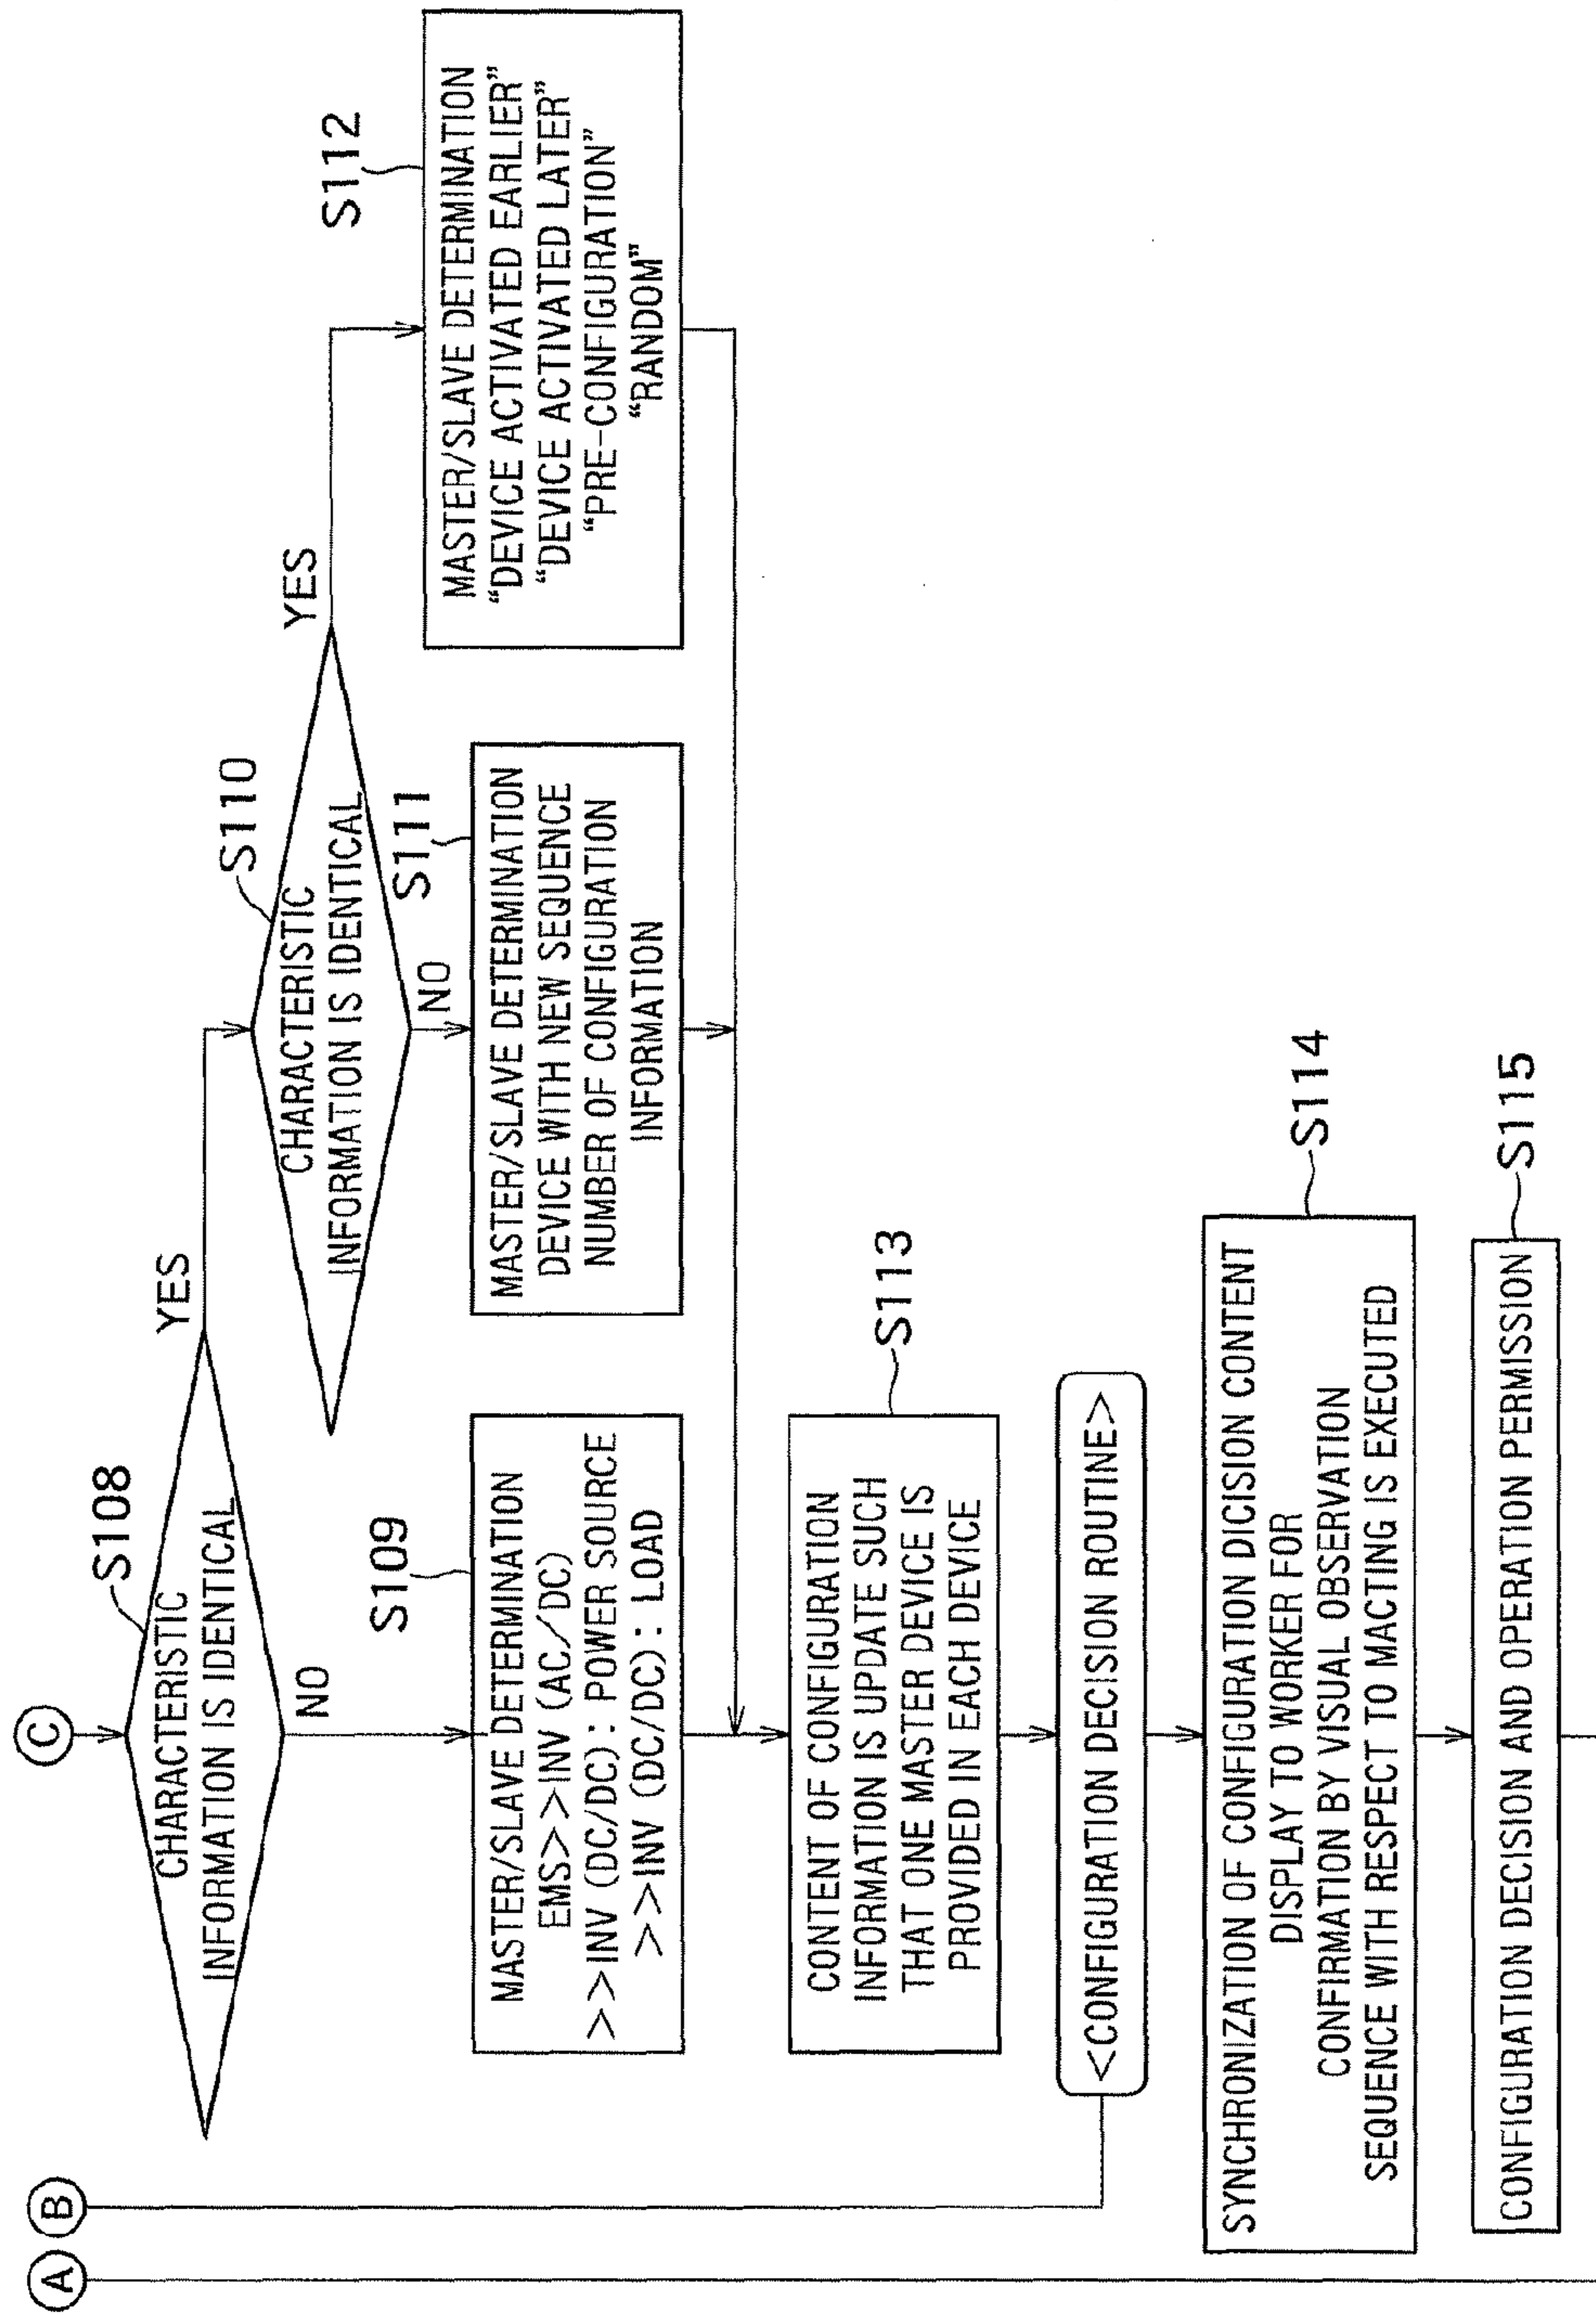 A
B
C
S108
CHARACTERISTIC
INFORMATION IS IDENTICAL
YES
NO
S110
CHARACTERISTIC
INFORMATION IS IDENTICAL
YES
NO
S109
MASTER/SLAVE DETERMINATION
EMS>>INV (AC/DC)
>>INV (DC/DC): POWER SOURCE
>>INV (DC/DC): LOAD
S111
MASTER/SLAVE DETERMINATION
DEVICE WITH NEW SEQUENCE
NUMBER OF CONFIGURATION
INFORMATION
S112
MASTER/SLAVE DETERMINATION
“DEVICE ACTIVATED EARLIER”
“DEVICE ACTIVATED LATER”
“PRE-CONFIGURATION”
“RANDOM”
S113
CONTENT OF CONFIGURATION
INFORMATION IS UPDATE SUCH
THAT ONE MASTER DEVICE IS
PROVIDED IN EACH DEVICE
<CONFIGURATION DECISION ROUTINE>
S114
SYNCHRONIZATION OF CONFIGURATION DICISION CONTENT
DISPLAY TO WORKER FOR
CONFIRMATION BY VISUAL OBSERVATION
SEQUENCE WITH RESPECT TO MACTING IS EXECUTED
S115
CONFIGURATION DECISION AND OPERATION PERMISSION